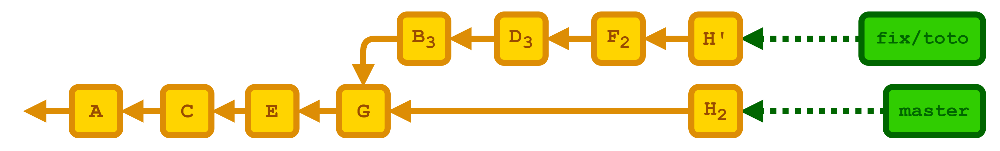 B₃ D₃ F₂ H' fix/toto
A C E G H₂ master